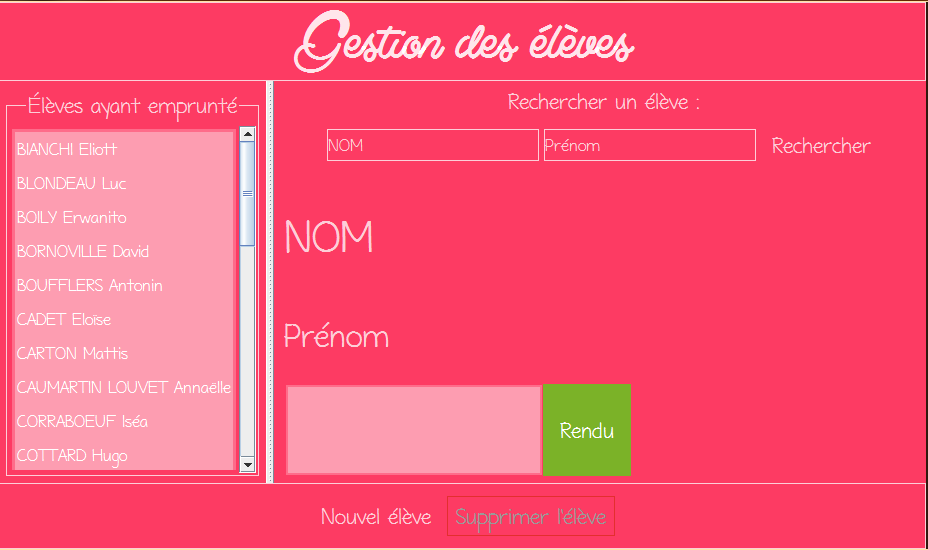 Gestion des élèves
Élèves ayant emprunté
BIANCHI Eliott
BLONDEAU Luc
BOILY Erwanito
BORNOVILLE David
BOUFFLERS Antonin
CADET Eloïse
CARTON Mattis
CAUMARTIN LOUVET Annaëlle
CORRABOEUF Iséa
COTTARD Hugo
Rechercher un élève :
NOM Prénom Rechercher
NOM
Prénom
Rendu
Nouvel élève Supprimer l'élève